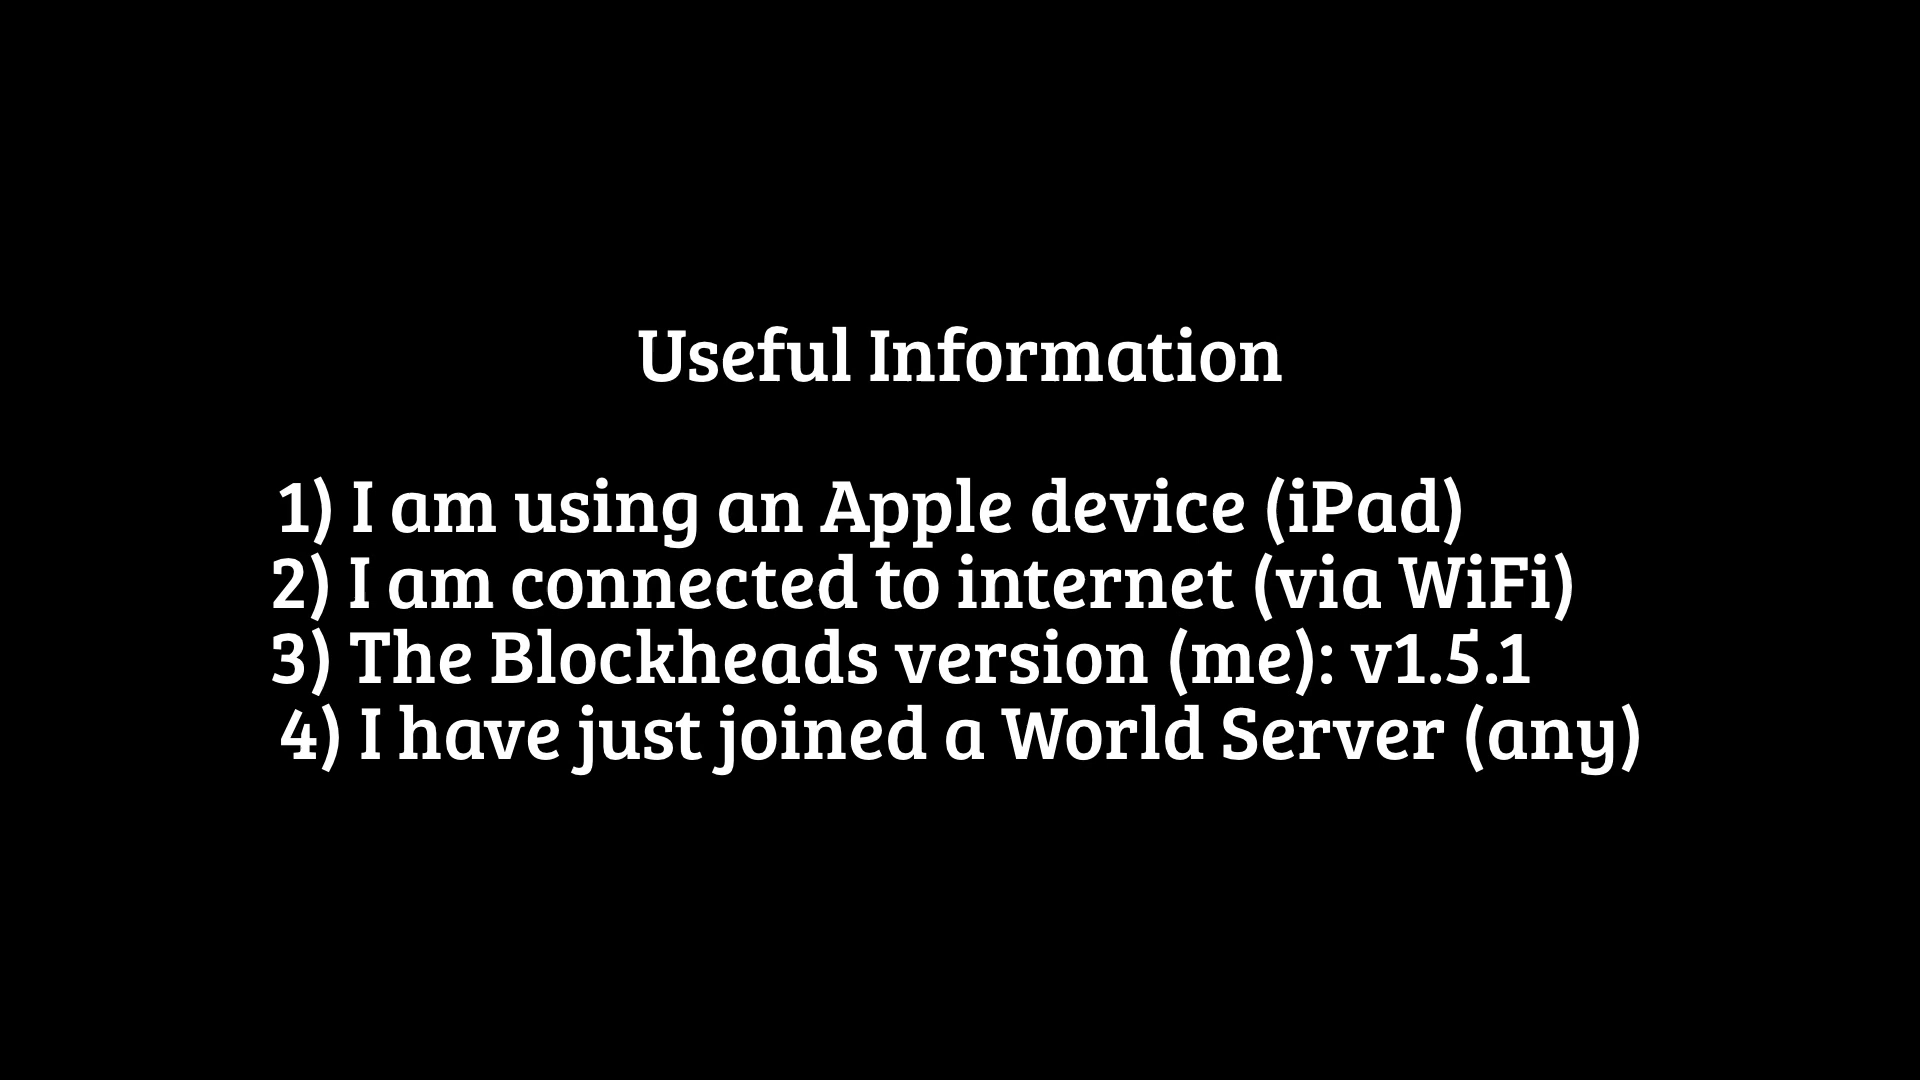 Useful Information
1) I am using an Apple device (iPad)
2) I am connected to internet (via WiFi)
3) The Blockheads version (me): v1.5.1
4) I have just joined a World Server (any)